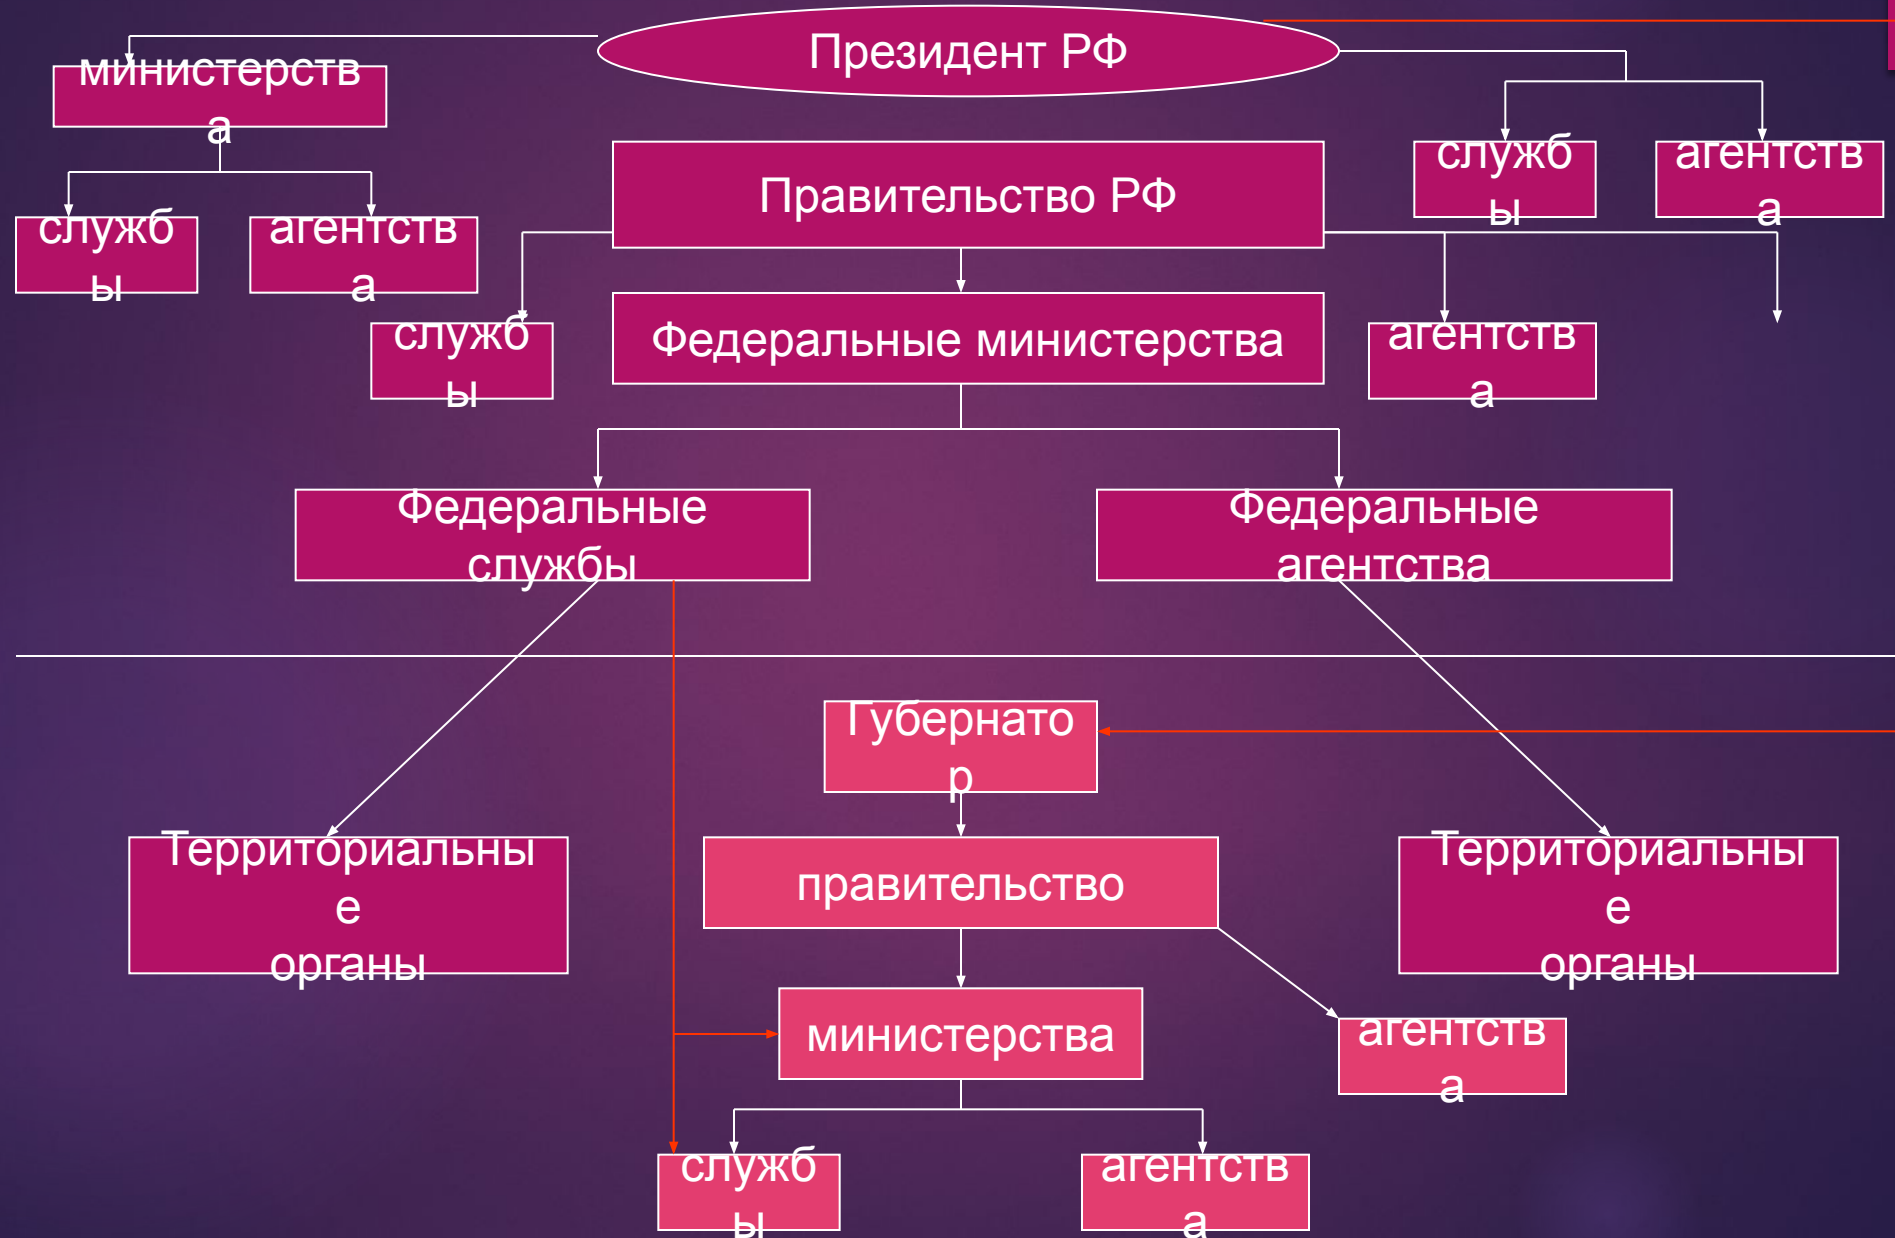 Президент РФ
министерств
а
служб
ы
агентств
а
Правительство РФ
служб
ы
агентств
а
служб
ы
Федеральные министерства
агентств
а
Федеральные
службы
Федеральные
агентства
Губернато
р
Территориальны
е
органы
правительство
Территориальны
е
органы
министерства
агентств
а
служб
ы
агентств
а